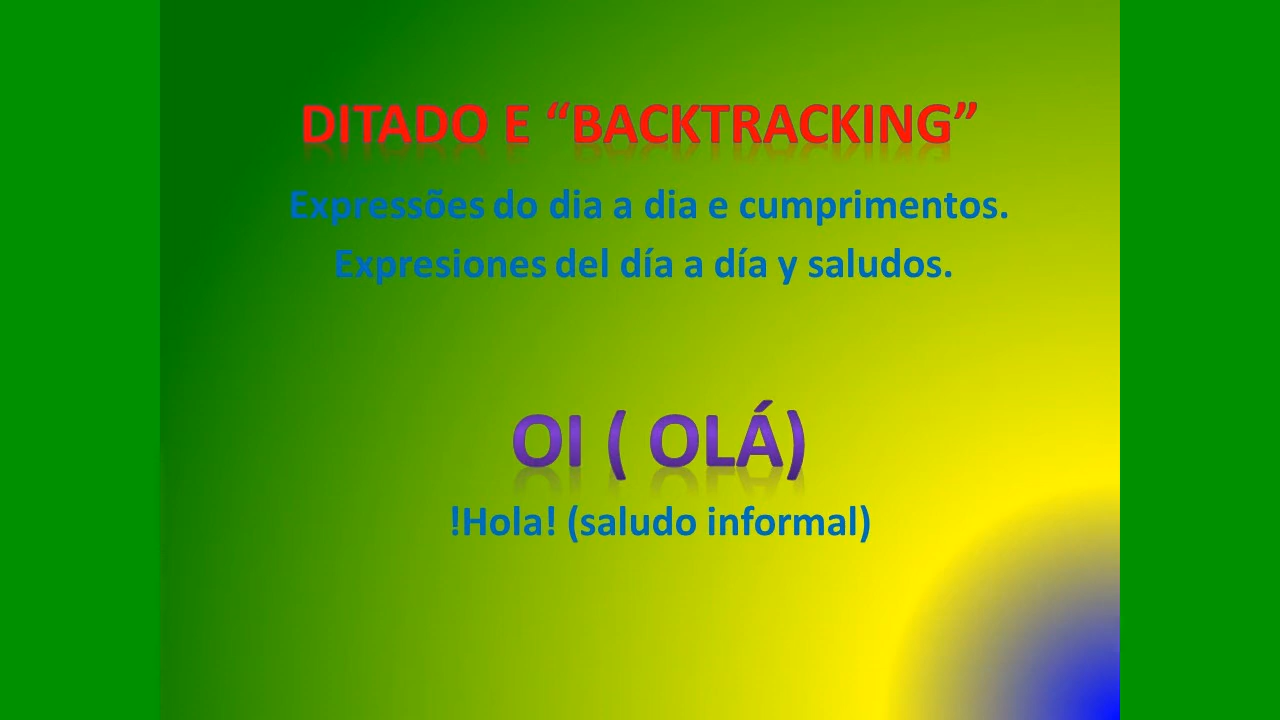 DITADO E “BACKTRACKING”
Expressões do dia a dia e cumprimentos.
Expresiones del día a día y saludos.
OI ( OLÁ)
!Hola! (saludo informal)